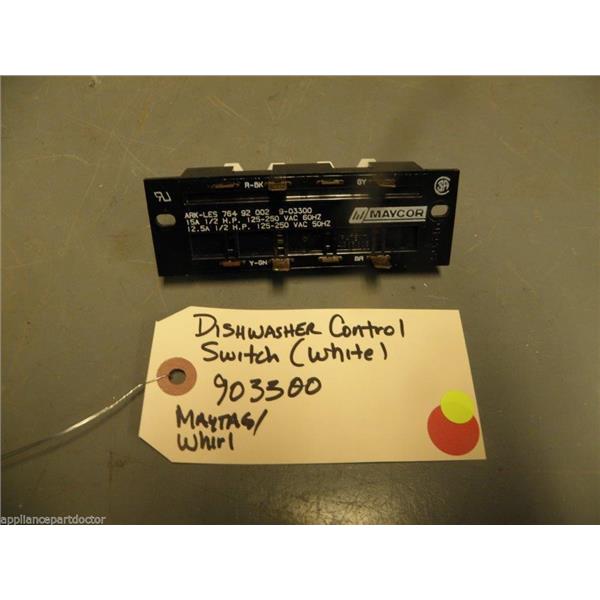 R-BK GY
ARK-LES 764 92 002 9-03300
15A 1/2 H.P. 125-250 VAC 60HZ
12.5A 1/2 H.P. 125-250 VAC 50HZ
MAYCOR
Y-GN BR
DISHWASHER Control
Switch (white)
903300
MAYTAG/
Whirl
appliancepartdoctor